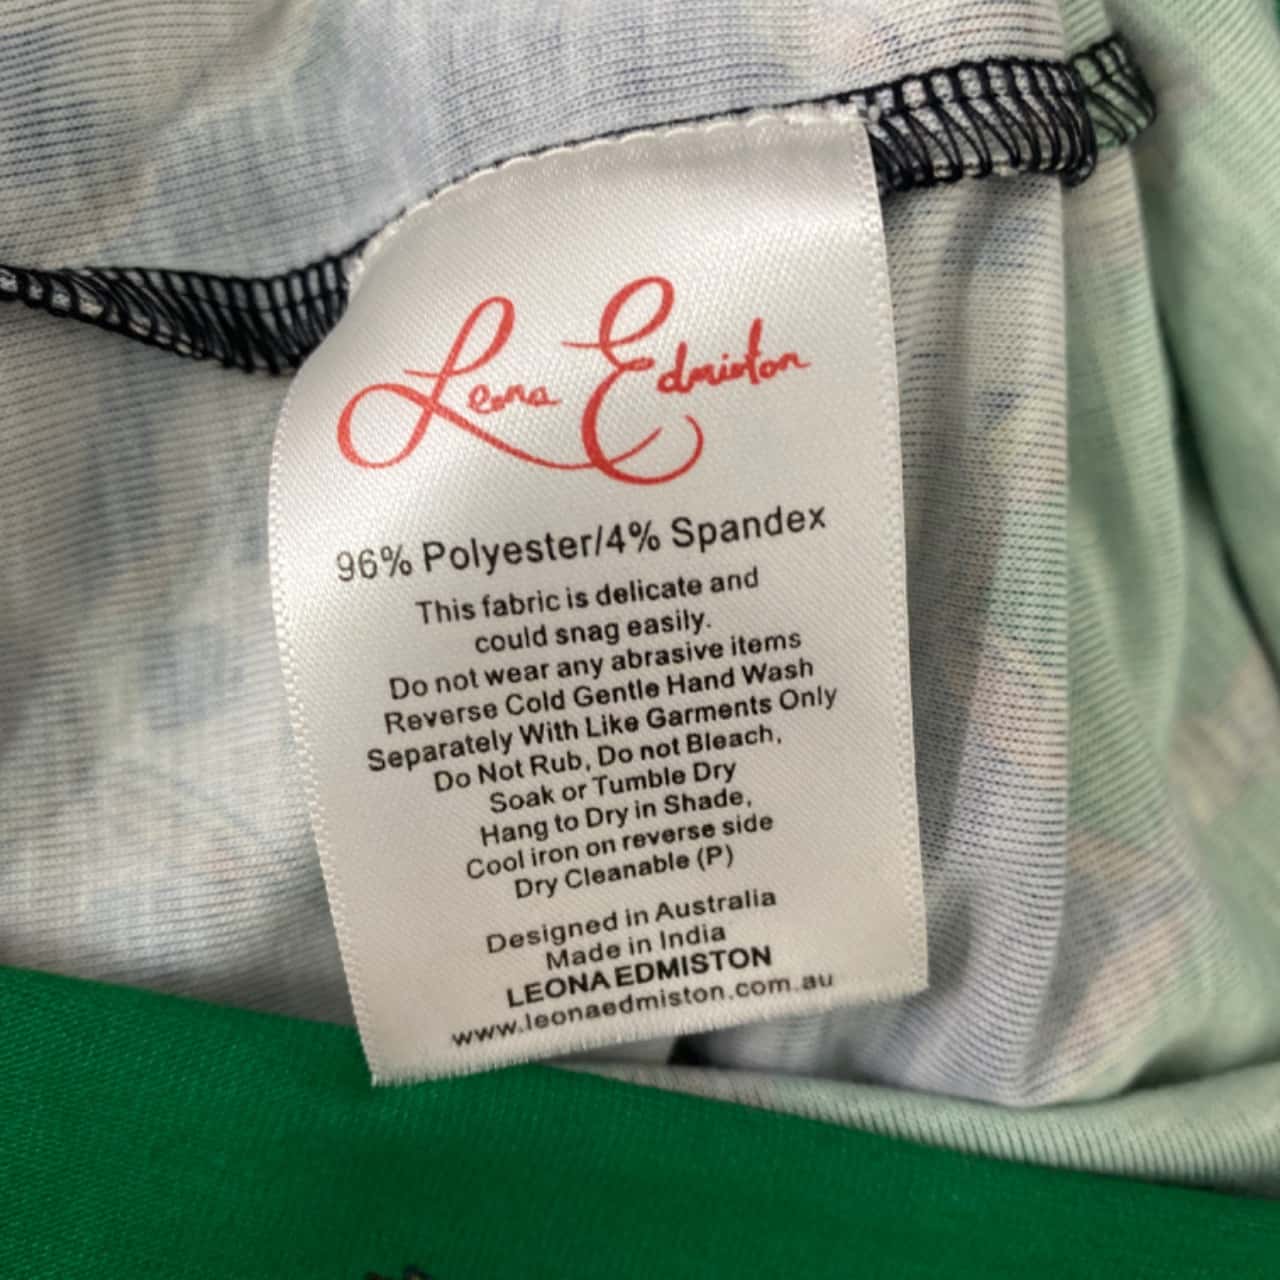 Leona Edmiston
96% Polyester/4% Spandex
This fabric is delicate and
could snag easily.
Do not wear any abrasive items
Reverse Cold Gentle Hand Wash
Separately With Like Garments Only
Do Not Rub, Do not Bleach,
Soak or Tumble Dry
Hang to Dry in Shade,
Cool iron on reverse side
Dry Cleanable (P)
Designed in Australia
Made in India
LEONA EDMISTON
www.leonaedmiston.com.au